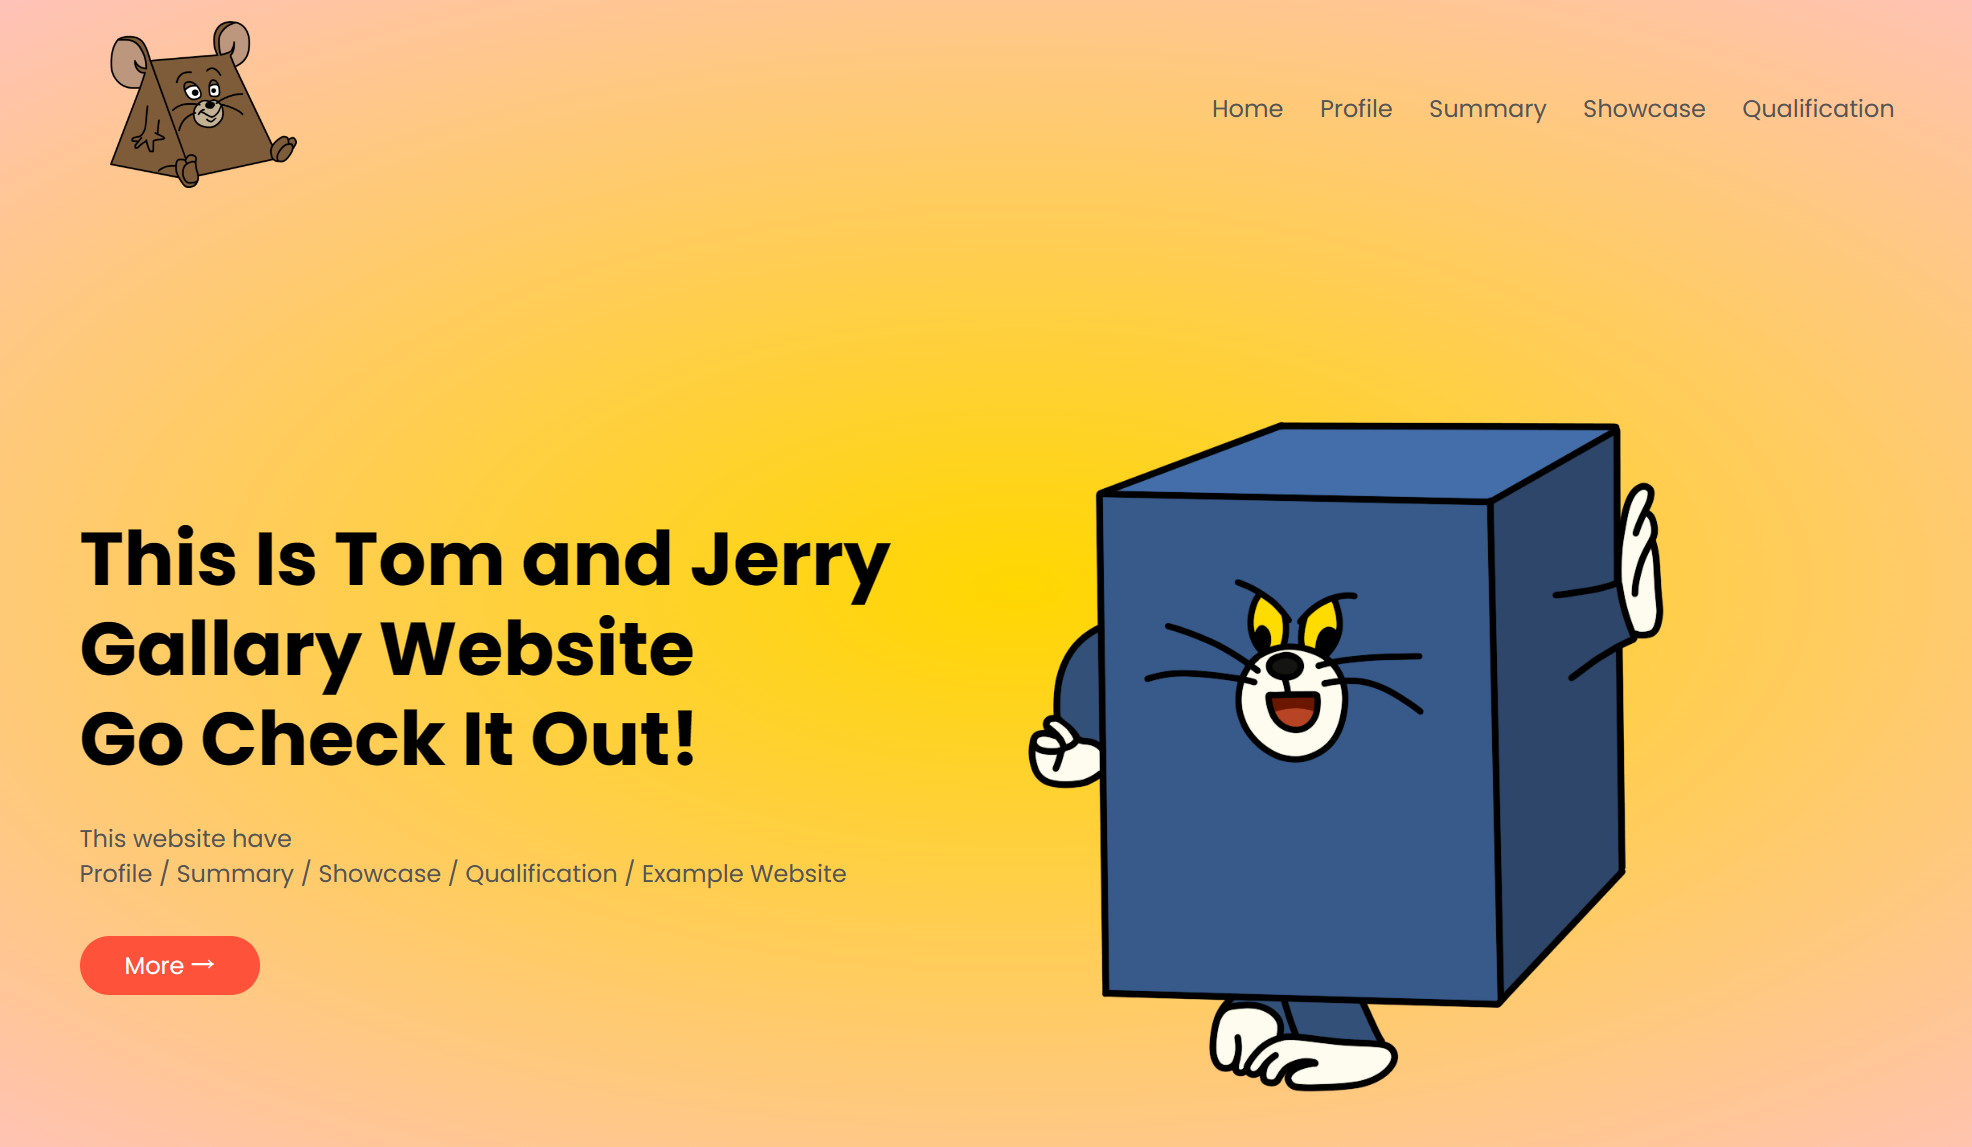 Home Profile Summary Showcase Qualification
This Is Tom and Jerry
Gallary Website
Go Check It Out!
This website have
Profile / Summary / Showcase / Qualification / Example Website
More →